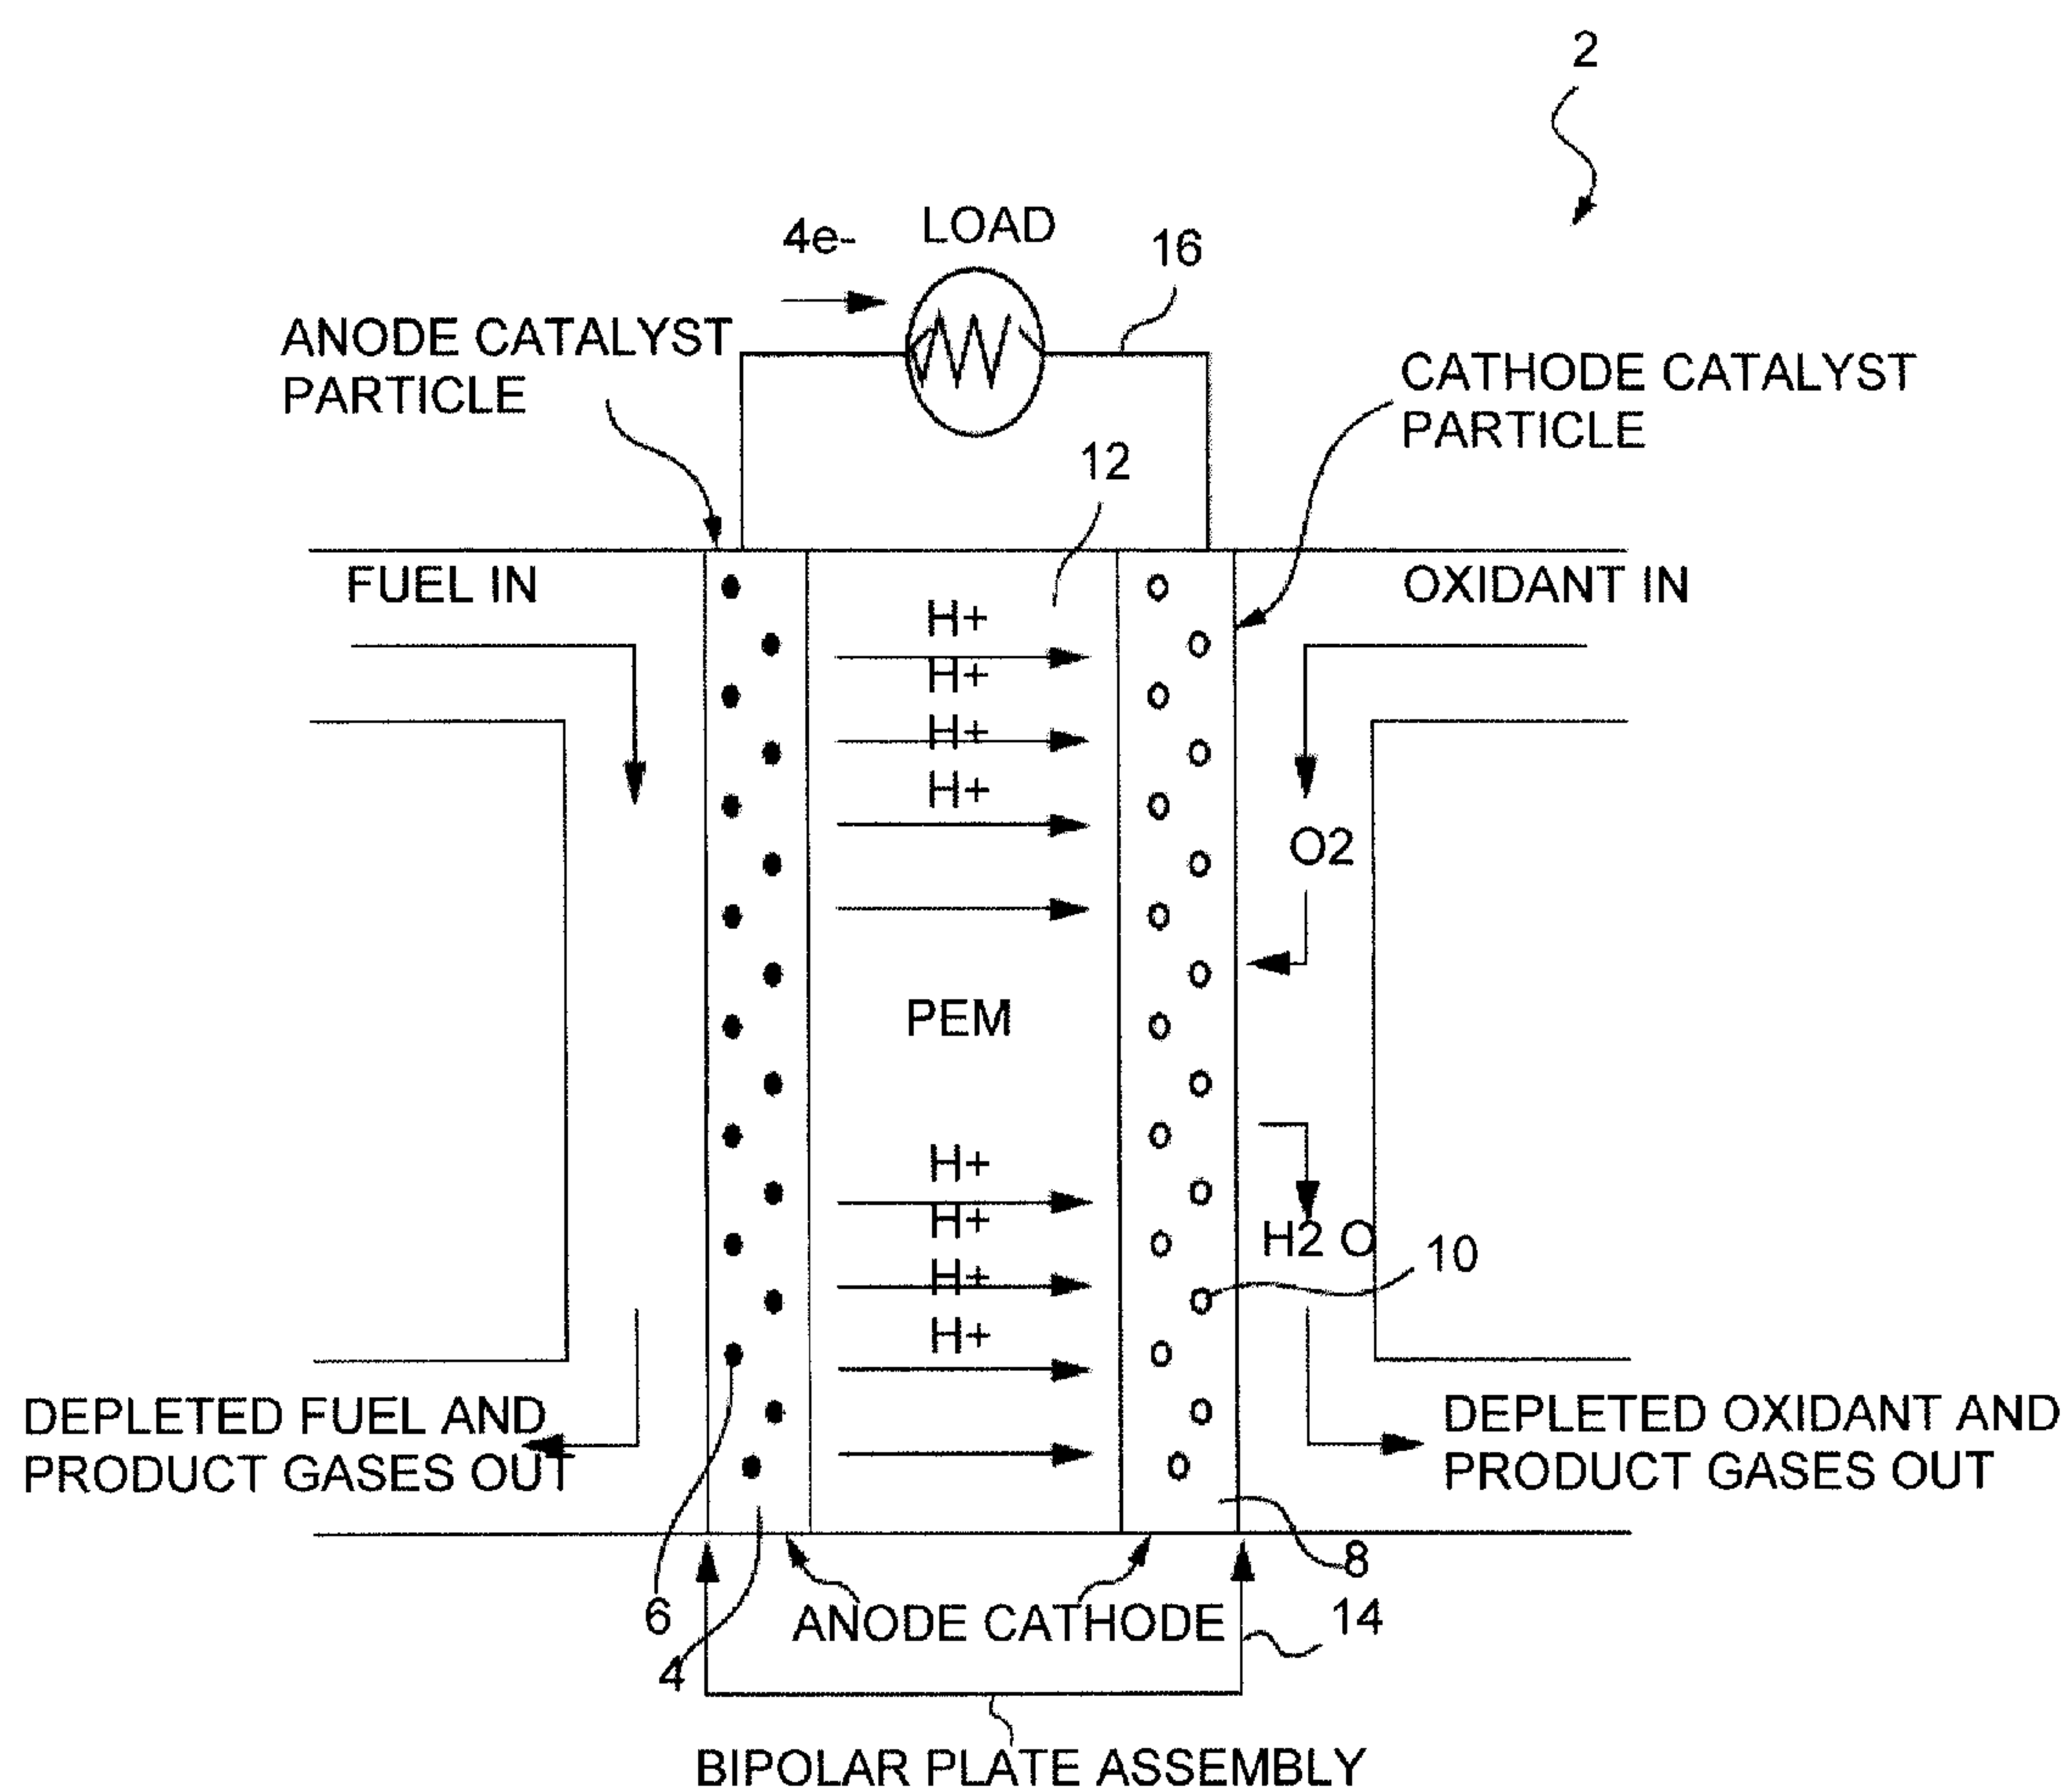 2
LOAD
4e-
16
ANODE CATALYST
PARTICLE
CATHODE CATALYST
PARTICLE
12
FUEL IN
OXIDANT IN
H+
H+
H+
H+
O2
PEM
H+
H+
H+
H+
H2 O
10
DEPLETED FUEL AND
PRODUCT GASES OUT
DEPLETED OXIDANT AND
PRODUCT GASES OUT
8
6
ANODE CATHODE
14
4
BIPOLAR PLATE ASSEMBLY